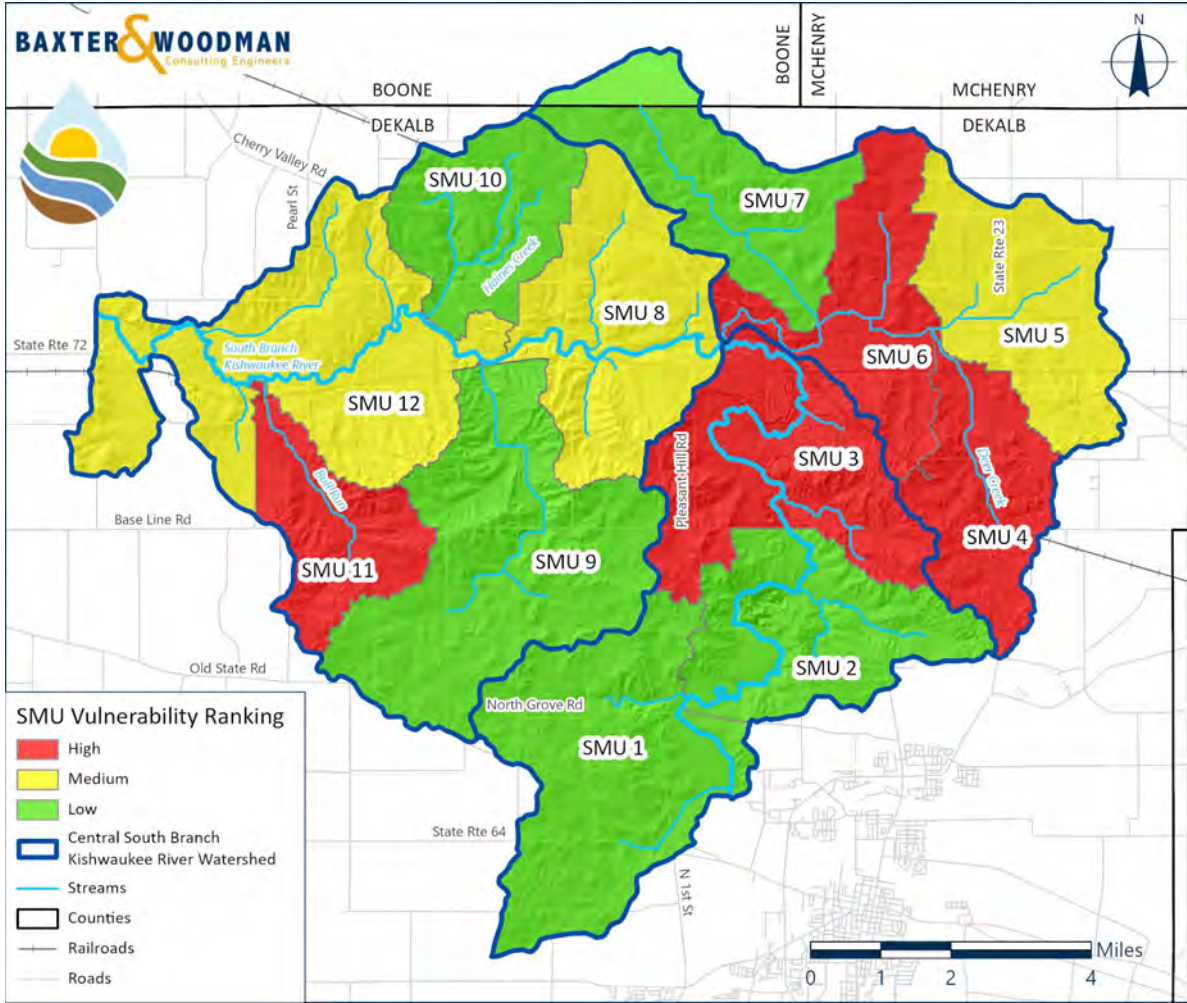 BAXTER & WOODMAN
Consulting Engineers
BOONE
MCHENRY
N
BOONE
MCHENRY
DEKALB
DEKALB
Cherry Valley Rd
Pearl St
SMU 10
SMU 7
Haines Creek
State Rte 23
SMU 8
SMU 5
State Rte 72
South Branch
Kishwaukee River
SMU 6
SMU 12
Pleasant Hill Rd
SMU 3
Deer Creek
Bull Run
Base Line Rd
SMU 4
SMU 11
SMU 9
Old State Rd
SMU 2
North Grove Rd
SMU 1
State Rte 64
N 1st St
SMU Vulnerability Ranking
High
Medium
Low
Central South Branch
Kishwaukee River Watershed
Streams
Counties
Railroads
Roads
Miles
0 1 2 4